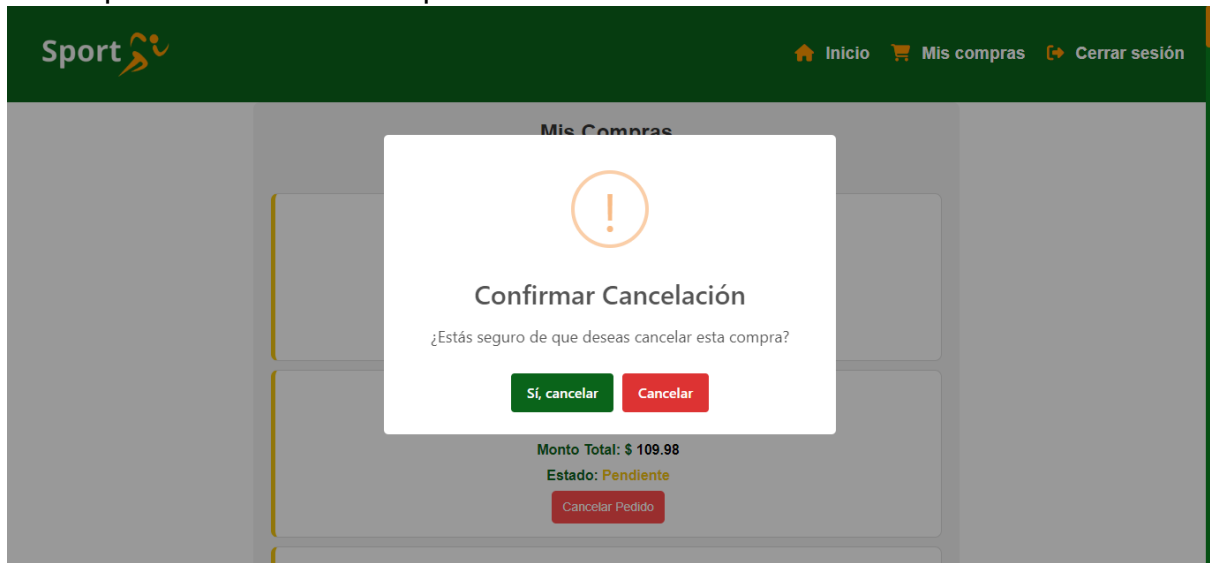 Sport
Inicio Mis compras Cerrar sesión
Mis Compras
!
Confirmar Cancelación
¿Estás seguro de que deseas cancelar esta compra?
Sí, cancelar Cancelar
Monto Total: $ 109.98
Estado: Pendiente
Cancelar Pedido